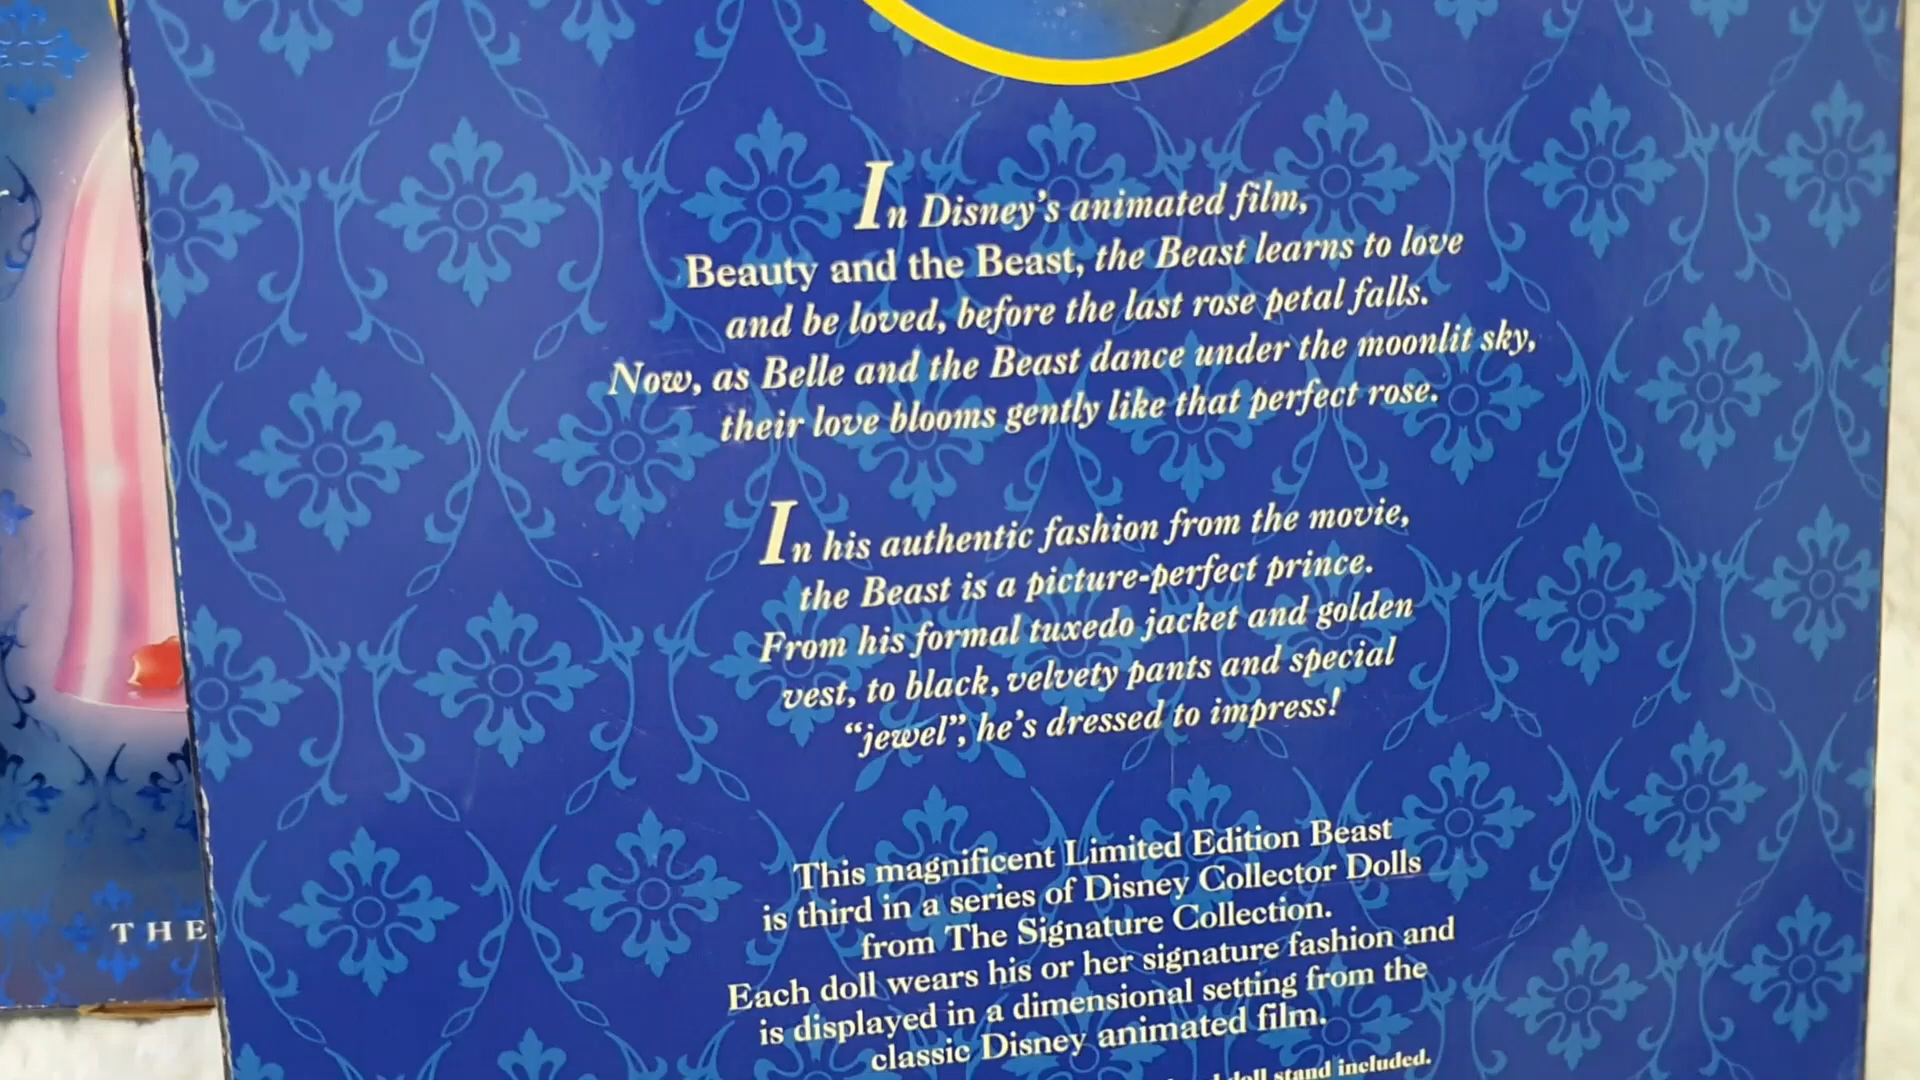 In Disney's animated film,
Beauty and the Beast, the Beast learns to love
and be loved, before the last rose petal falls.
Now, as Belle and the Beast dance under the moonlit sky,
their love blooms gently like that perfect rose.
In his authentic fashion from the movie,
the Beast is a picture-perfect prince.
From his formal tuxedo jacket and golden
vest, to black, velvety pants and special
“jewel”, he's dressed to impress!
This magnificent Limited Edition Beast
is third in a series of Disney Collector Dolls
from The Signature Collection.
Each doll wears his or her signature fashion and
is displayed in a dimensional setting from the
classic Disney animated film.
doll stand included.
THE